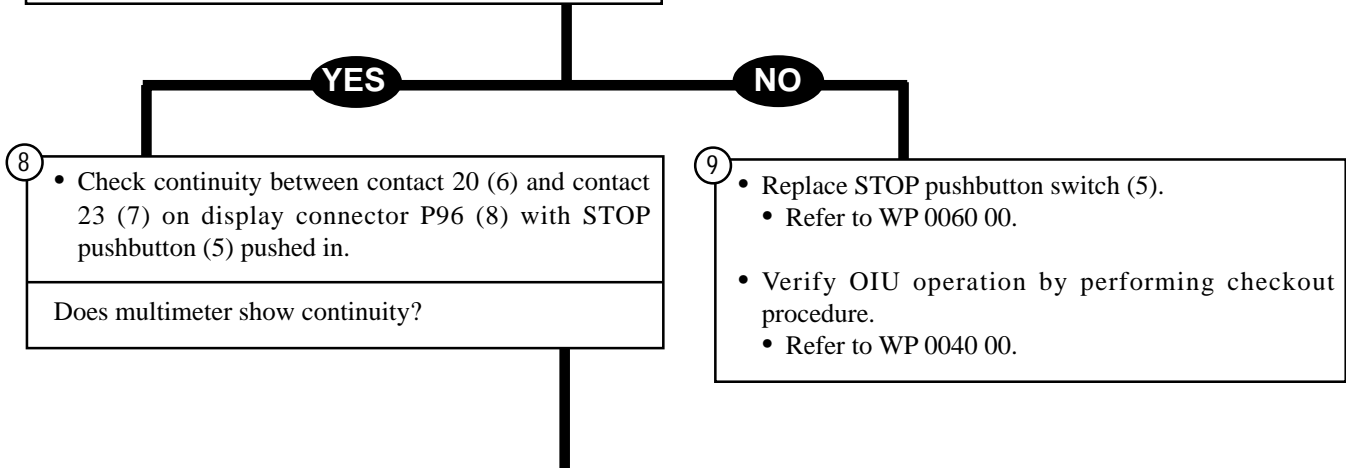 YES
NO
8
• Check continuity between contact 20 (6) and contact
23 (7) on display connector P96 (8) with STOP
pushbutton (5) pushed in.
Does multimeter show continuity?
9
• Replace STOP pushbutton switch (5).
• Refer to WP 0060 00.
• Verify OIU operation by performing checkout
procedure.
• Refer to WP 0040 00.